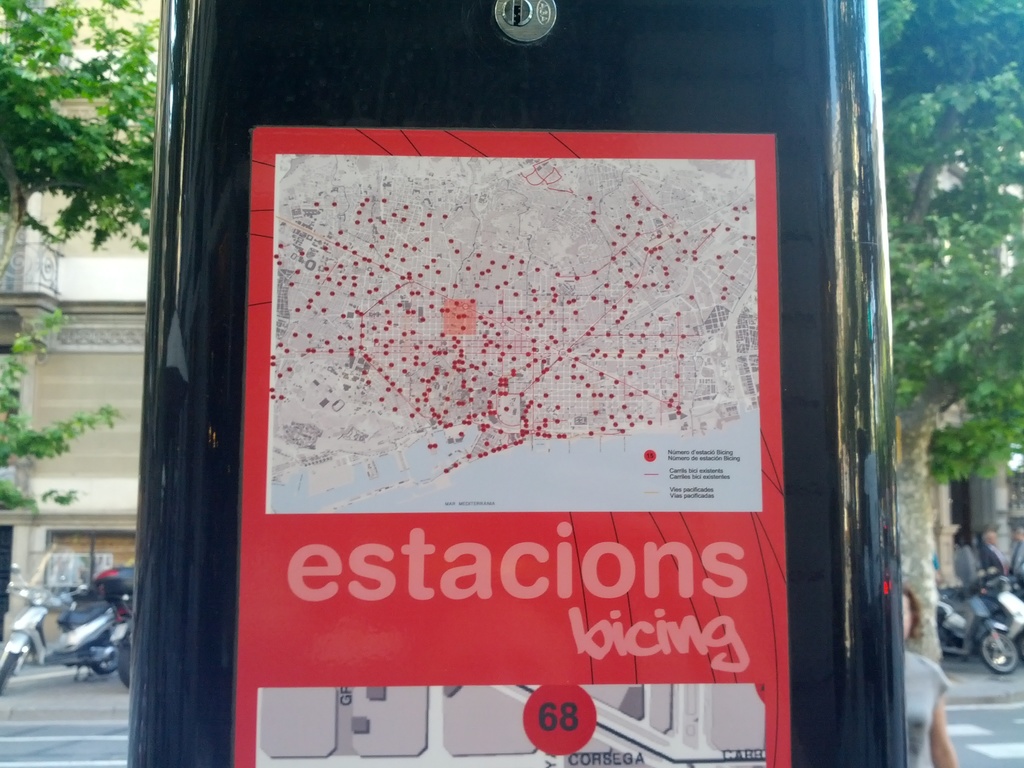 Número d'estació Bicing
Número de estación Bicing
Carrils bici existents
Carriles bici existentes
Vies pacificades
Vías pacificadas
MAR MEDITERRÀNIA
estacions
bicing
68
CORSEGA